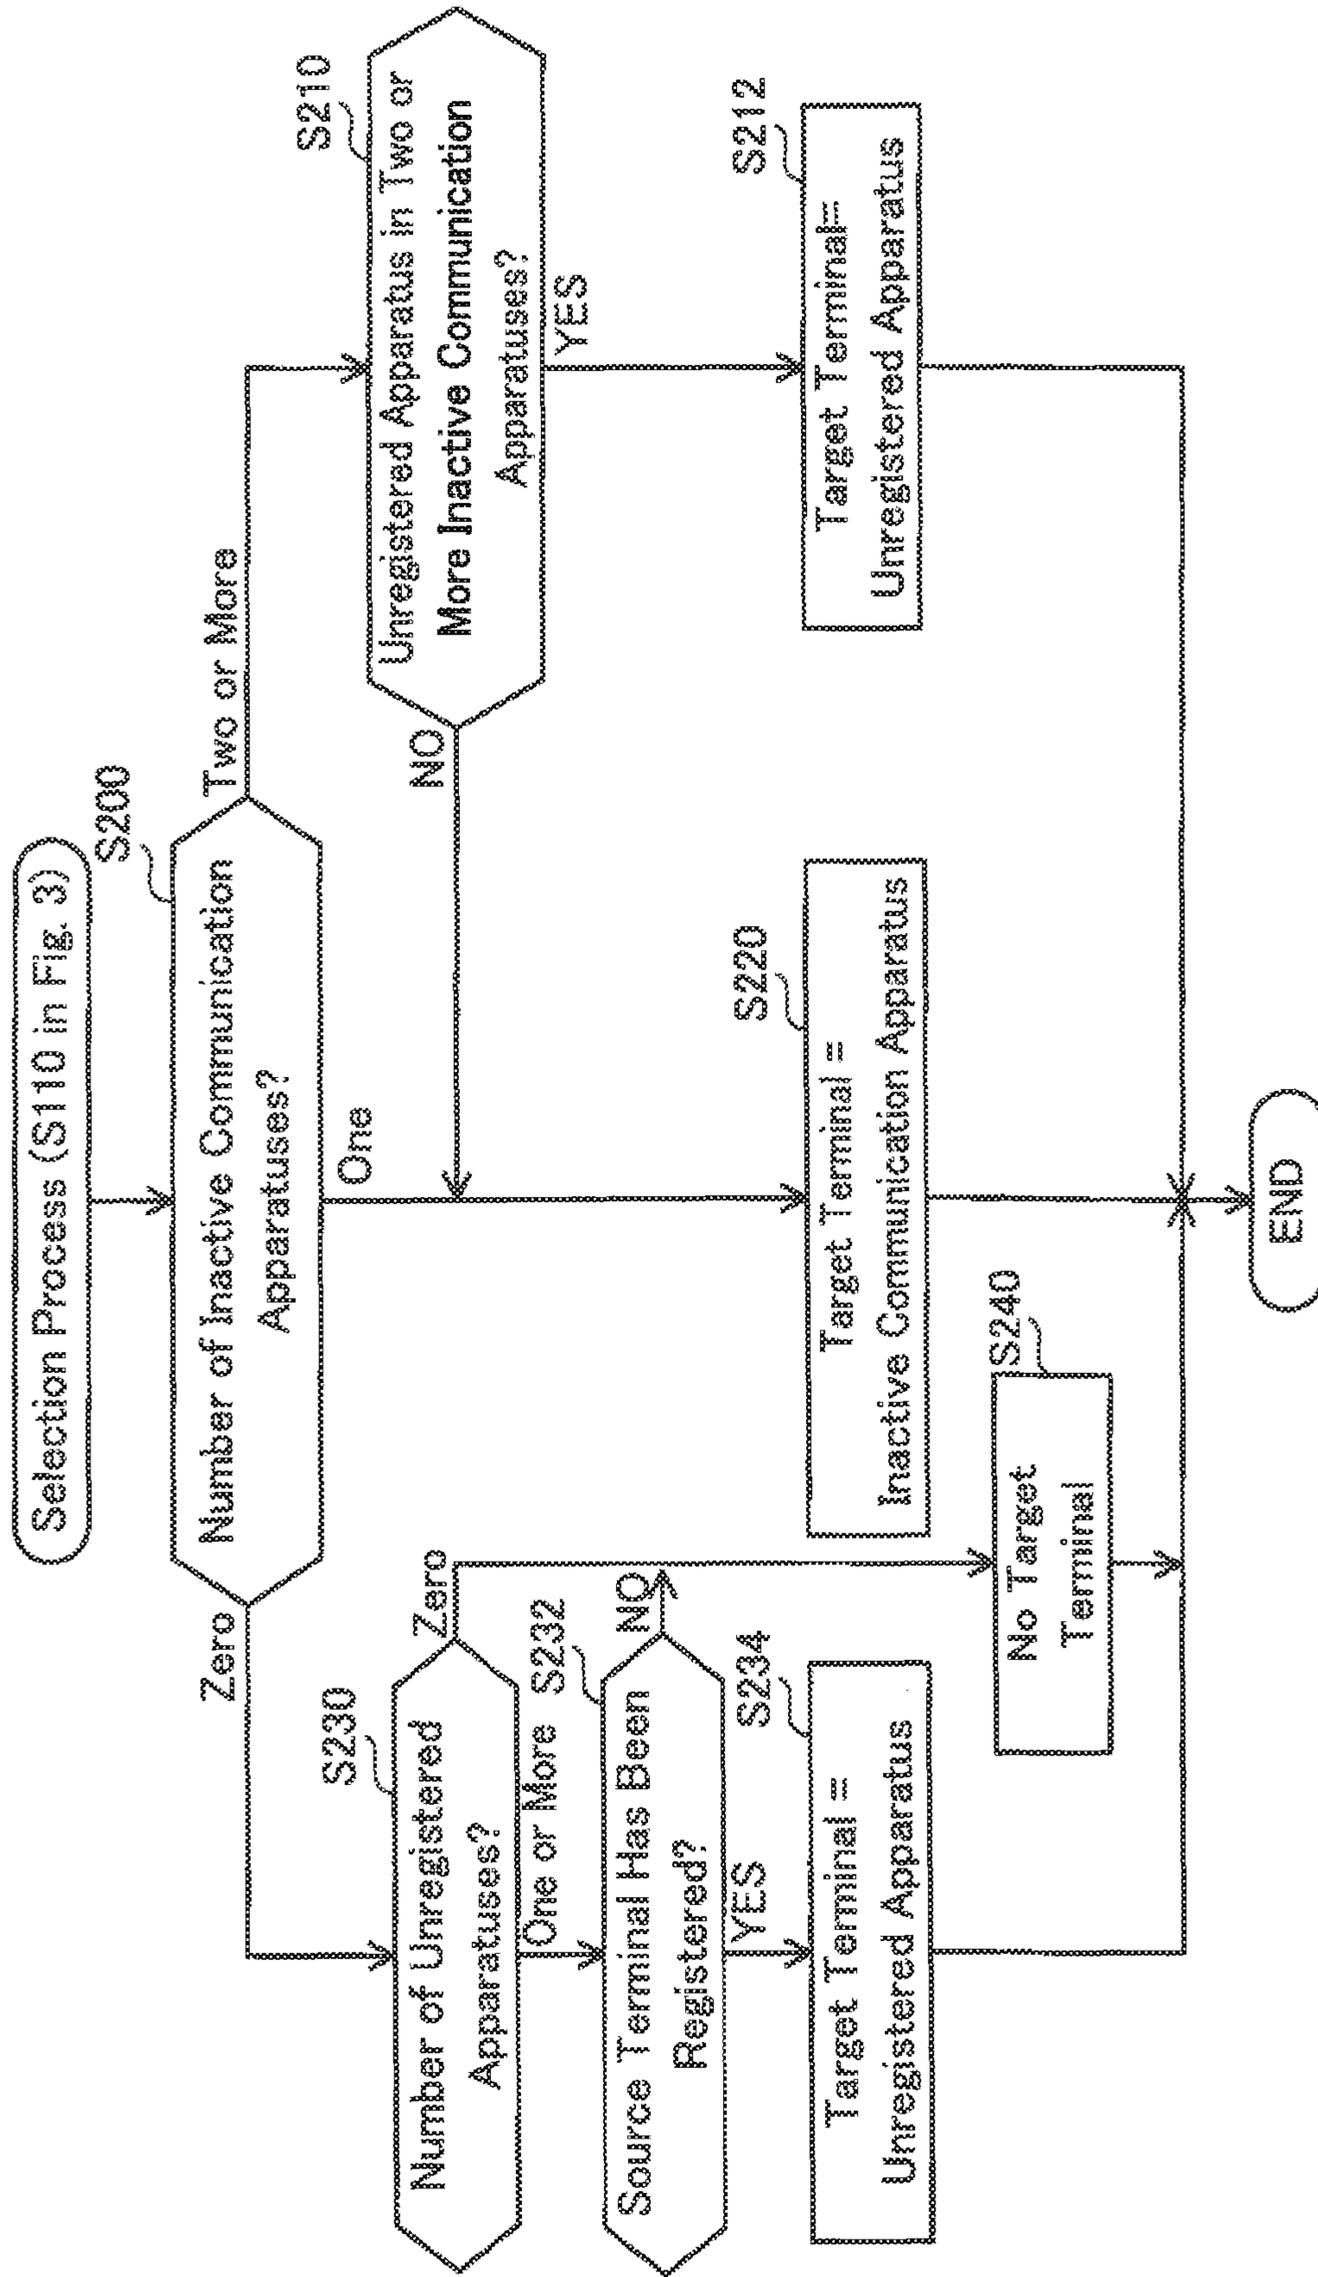 Selection Process (S110 in Fig. 3)
S200
Number of Inactive Communication
Apparatuses?
Zero
One
Two or More
S210
Unregistered Apparatus in Two or
More Inactive Communication
Apparatuses?
NO
YES
S212
Target Terminal=
Unregistered Apparatus
S220
Target Terminal =
Inactive Communication Apparatus
S230
Number of Unregistered
Apparatuses?
Zero
One or More
S232
Source Terminal Has Been
Registered?
NO
YES
S234
Target Terminal =
Unregistered Apparatus
S240
No Target
Terminal
END